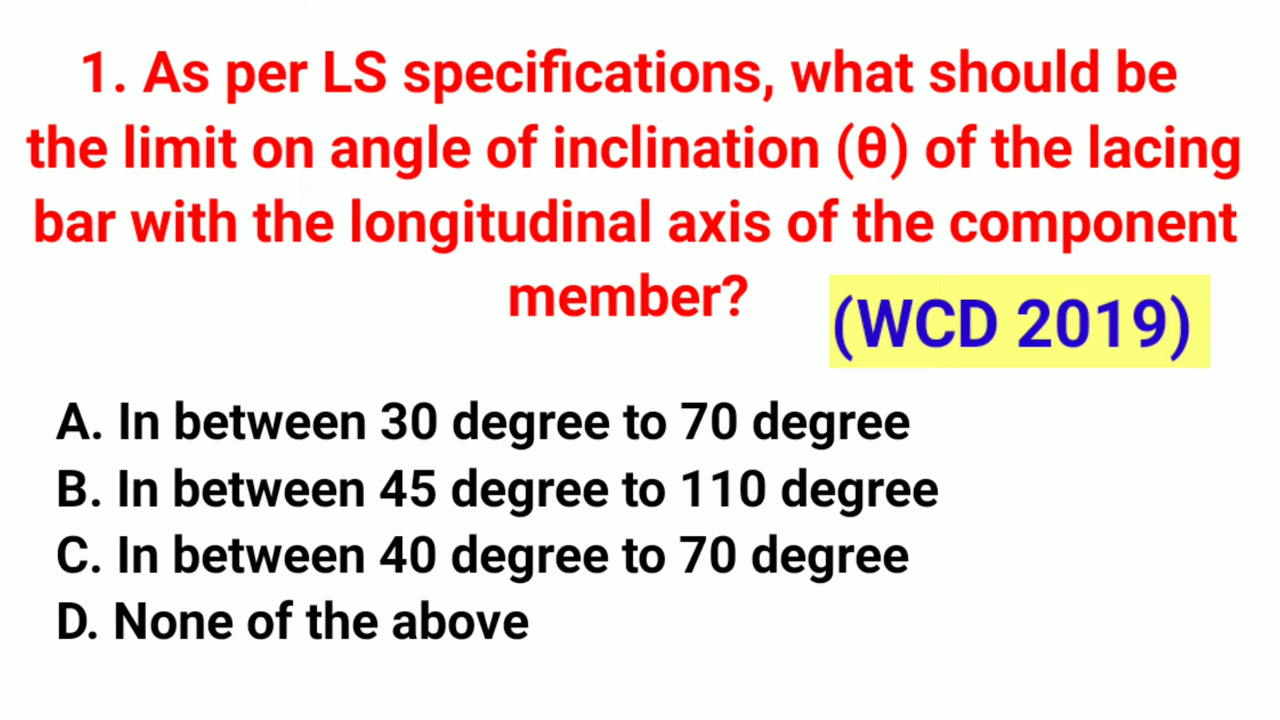 1. As per LS specifications, what should be
the limit on angle of inclination (θ) of the lacing
bar with the longitudinal axis of the component
member?
(WCD 2019)
A. In between 30 degree to 70 degree
B. In between 45 degree to 110 degree
C. In between 40 degree to 70 degree
D. None of the above